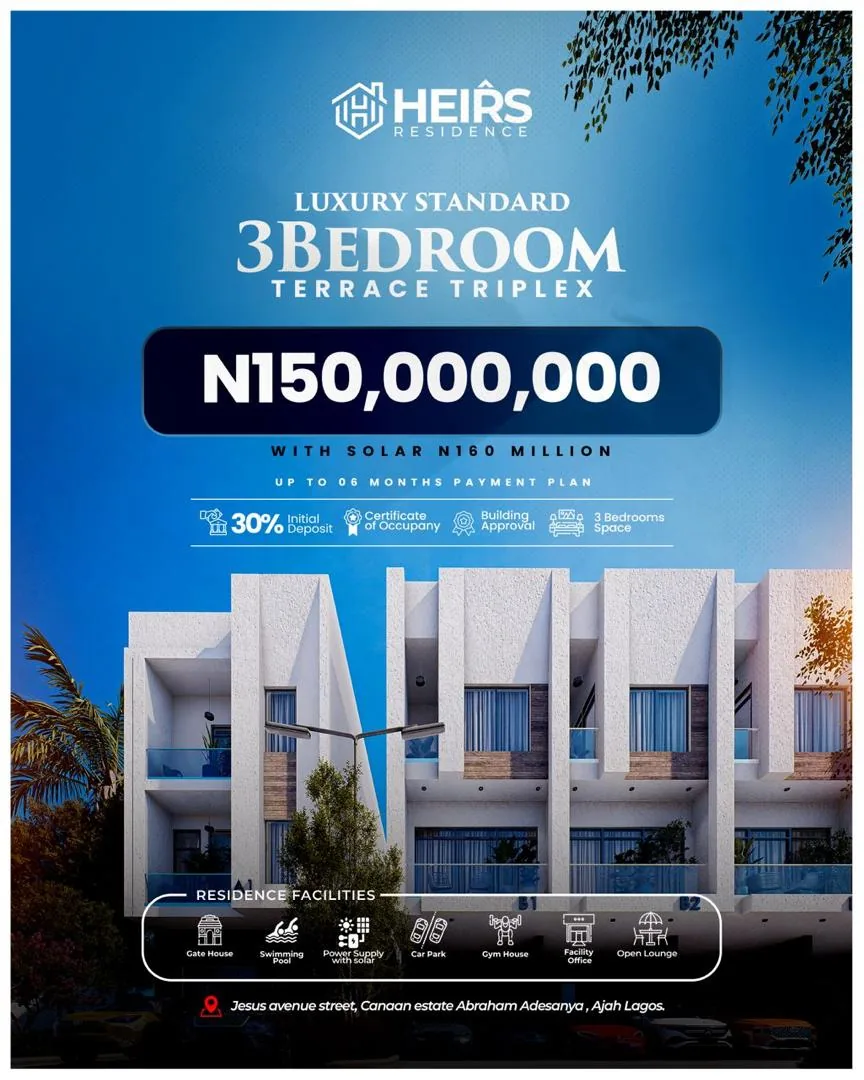 HEIRS
RESIDENCE
LUXURY STANDARD
3BEDROOM
TERRACE TRIPLEX
N150,000,000
WITH SOLAR N160 MILLION
UP TO 06 MONTHS PAYMENT PLAN
30% Initial Deposit
Certificate of Occupany
Building Approval
3 Bedrooms Space
A1
B1
B2
RESIDENCE FACILITIES
Gate House
Swimming Pool
Power Supply with solar
Car Park
Gym House
Facility Office
Open Lounge
Jesus avenue street, Canaan estate Abraham Adesanya , Ajah Lagos.